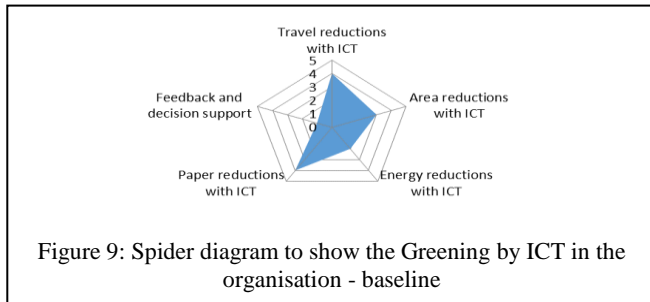 Travel reductions
with ICT
5
4
3
2
1
0
Feedback and
decision support
Area reductions
with ICT
Paper reductions
with ICT
Energy reductions
with ICT
Figure 9: Spider diagram to show the Greening by ICT in the
organisation - baseline